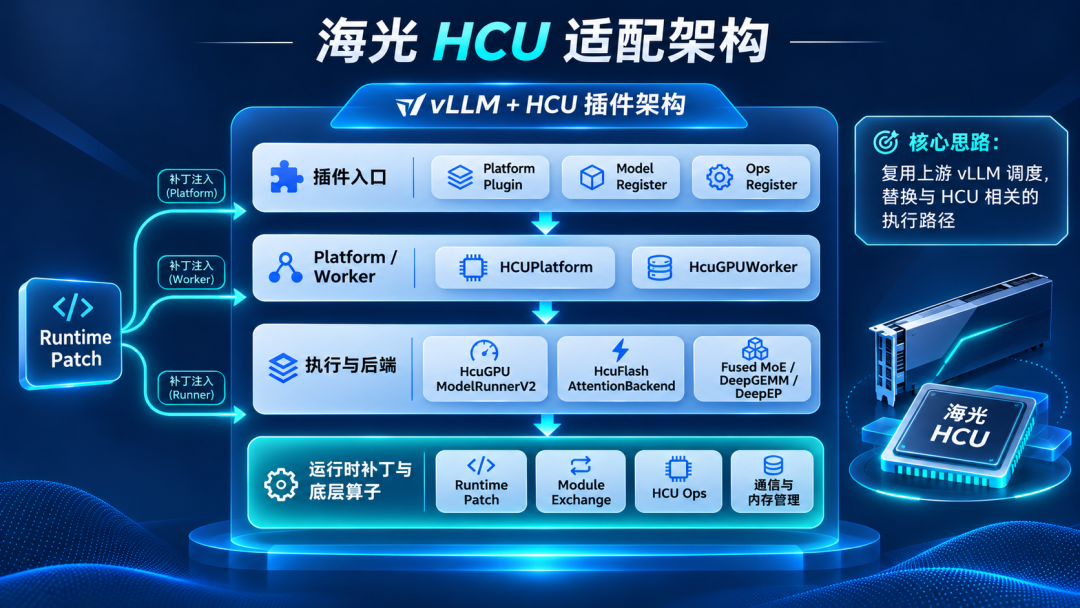 海光 HCU 适配架构
vLLM + HCU 插件架构
核心思路:
复用上游 vLLM 调度,
替换与 HCU 相关的
执行路径
</>
Runtime
Patch
补丁注入
(Platform)
补丁注入
(Worker)
补丁注入
(Runner)
插件入口
Platform
Plugin
Model
Register
Ops
Register
Platform /
Worker
HCUPlatform
HcuGPUWorker
执行与后端
HcuGPU
ModelRunnerV2
HcuFlash
AttentionBackend
Fused MoE /
DeepGEMM /
DeepEP
运行时补丁与
底层算子
</>
Runtime
Patch
Module
Exchange
HCU Ops
通信与
内存管理
海光
HCU